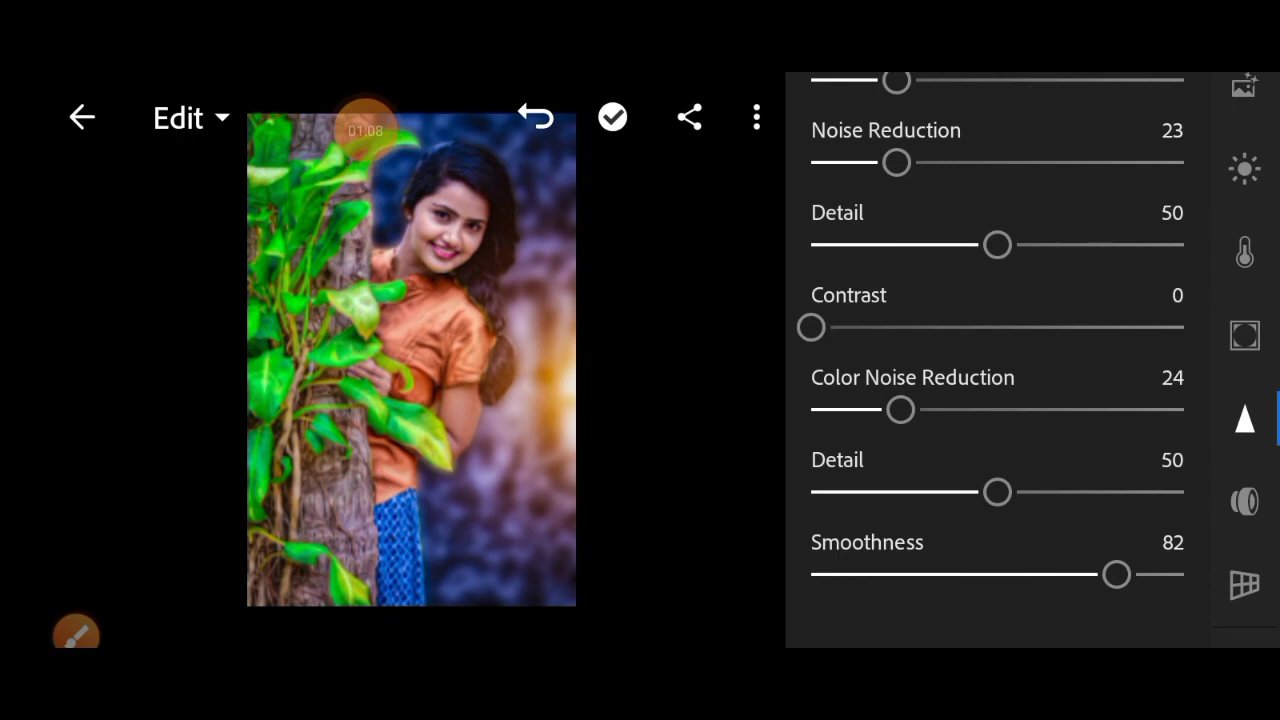 Edit
01:08
Noise Reduction 23
Detail 50
Contrast 0
Color Noise Reduction 24
Detail 50
Smoothness 82